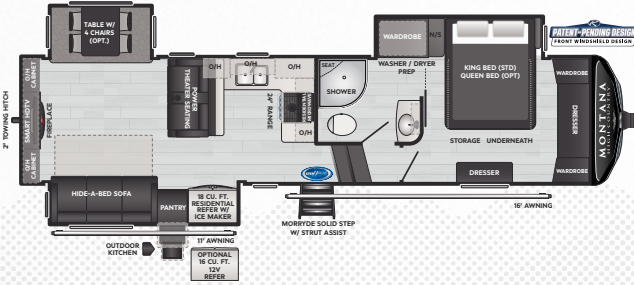 TABLE W/
4 CHAIRS
(OPT.)
O/H
CABINET
2" TOWING HITCH
SMART HDTV
FIREPLACE
O/H
CABINET
HIDE-A-BED SOFA
POWER
THEATER SEATING
O/H
O/H
O/H
24" RANGE
O/H
PANTRY
18 CU. FT.
RESIDENTIAL
REFER W/
ICE MAKER
11' AWNING
OUTDOOR
KITCHEN
OPTIONAL
16 CU. FT.
12V
REFER
MORRYDE SOLID STEP
W/ STRUT ASSIST
16' AWNING
SEAT
SHOWER
WARDROBE
N/S
WASHER / DRYER
PREP
KING BED (STD)
QUEEN BED (OPT)
STORAGE UNDERNEATH
DRESSER
WARDROBE
DRESSER
WARDROBE
MONTANA
HIGH COUNTRY
PATENT-PENDING DESIGN
FRONT WINDSHIELD DESIGN